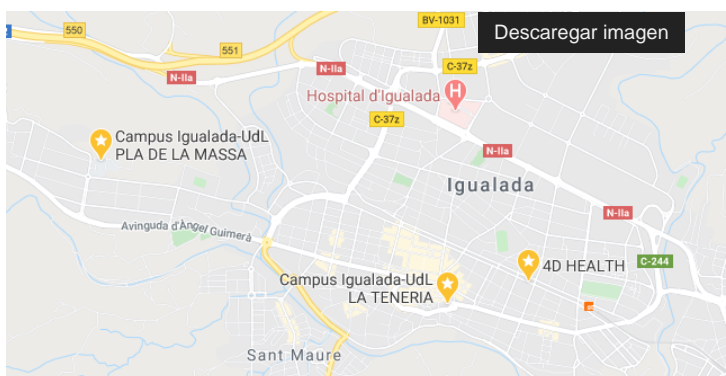 550
BV-1031
Descaregar imagen
551
N-IIa
N-IIa
C-37z
Hospital d'Igualada
H
C-37z
Campus Igualada-UdL
PLA DE LA MASSA
N-IIa
Igualada
N-IIa
Avinguda d'Àngel Guimerà
4D HEALTH
C-244
Campus Igualada-UdL
LA TENERIA
Sant Maure